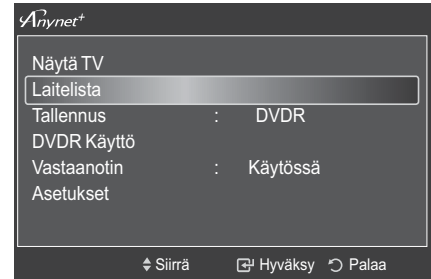 Anynet+
Näytä TV
Laitelista
Tallennus : DVDR
DVDR Käyttö
Vastaanotin : Käytössä
Asetukset
Siirrä Hyväksy Palaa